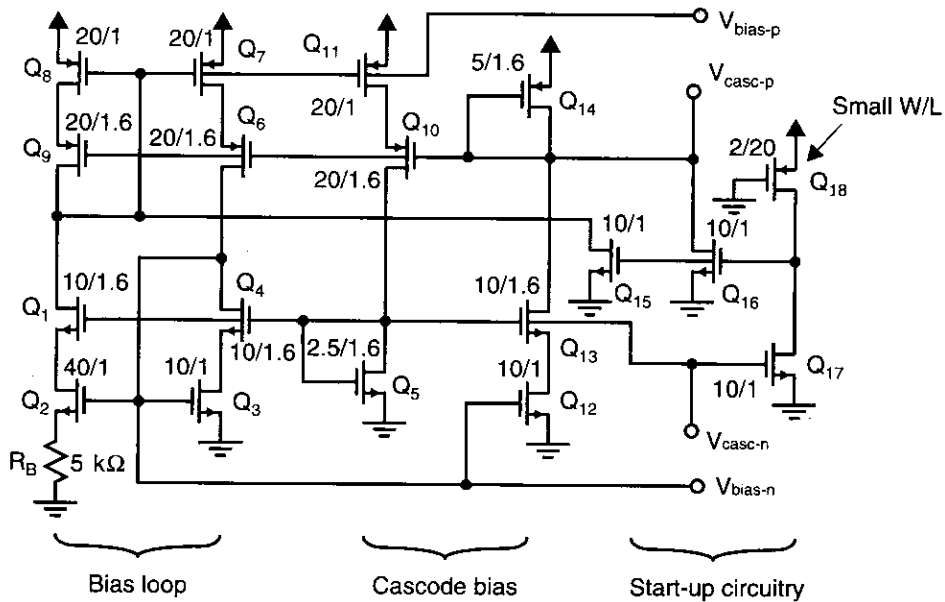 20/1
20/1
Q7
Q11
Vbias-p
Q8
5/1.6
Vcasc-p
Q14
Small W/L
20/1.6
Q6
20/1
Q10
Q9
20/1.6
20/1.6
2/20
Q18
10/1
10/1
Q15
Q16
10/1.6
Q4
10/1.6
Q1
10/1.6
2.5/1.6
Q13
40/1
10/1
Q5
10/1
10/1
Q17
Q2
Q3
Q12
Vcasc-n
RB
5 kΩ
Vbias-n
Bias loop
Cascode bias
Start-up circuitry